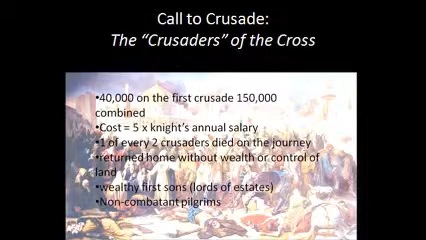 Call to Crusade:
The “Crusaders” of the Cross
•40,000 on the first crusade 150,000
combined
•Cost = 5 x knight's annual salary
•1 of every 2 crusaders died on the journey
•returned home without wealth or control of
land
•wealthy first sons (lords of estates)
•Non-combatant pilgrims